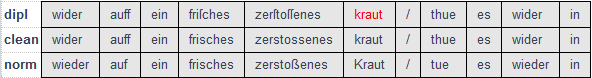 dipl wider auff ein friſches zerſtoſſenes kraut / thue es wider in
clean wider auff ein frisches zerstossenes kraut / thue es wider in
norm wieder auf ein frisches zerstoßenes Kraut / tue es wieder in